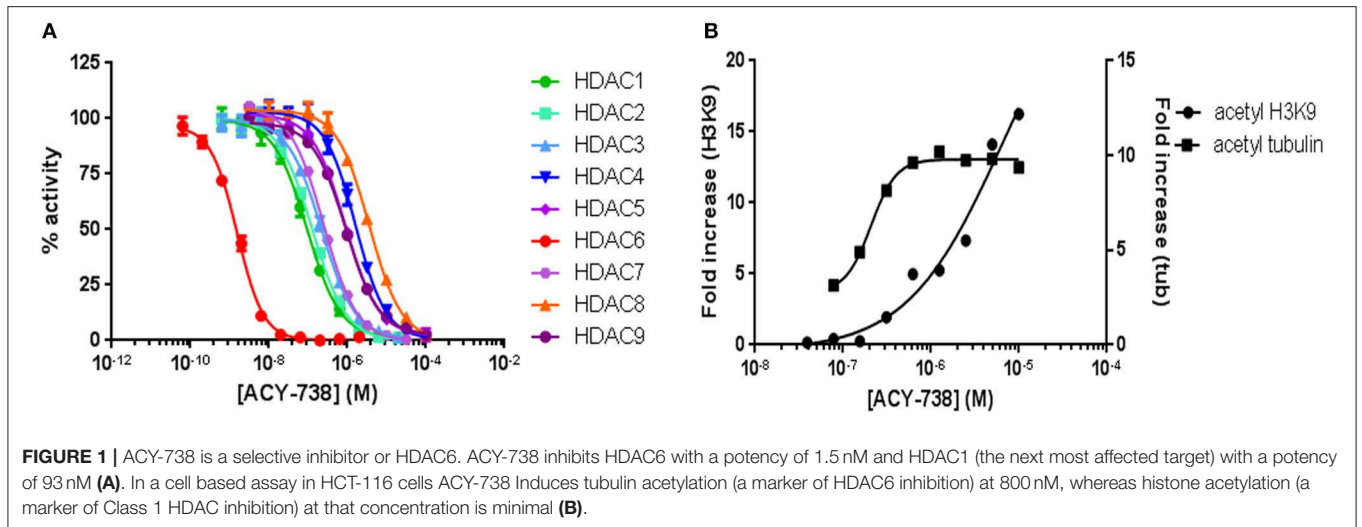 A
125
100
75
50
25
0
% activity
10-12
10-10
10-8
10-6
10-4
10-2
[ACY-738] (M)
HDAC1
HDAC2
HDAC3
HDAC4
HDAC5
HDAC6
HDAC7
HDAC8
HDAC9
B
20
15
10
5
0
Fold increase (H3K9)
15
10
5
0
Fold increase (tub)
10-8
10-7
10-6
10-5
10-4
[ACY-738] (M)
acetyl H3K9
acetyl tubulin
FIGURE 1 | ACY-738 is a selective inhibitor or HDAC6. ACY-738 inhibits HDAC6 with a potency of 1.5 nM and HDAC1 (the next most affected target) with a potency
of 93 nM (A). In a cell based assay in HCT-116 cells ACY-738 Induces tubulin acetylation (a marker of HDAC6 inhibition) at 800 nM, whereas histone acetylation (a
marker of Class 1 HDAC inhibition) at that concentration is minimal (B).